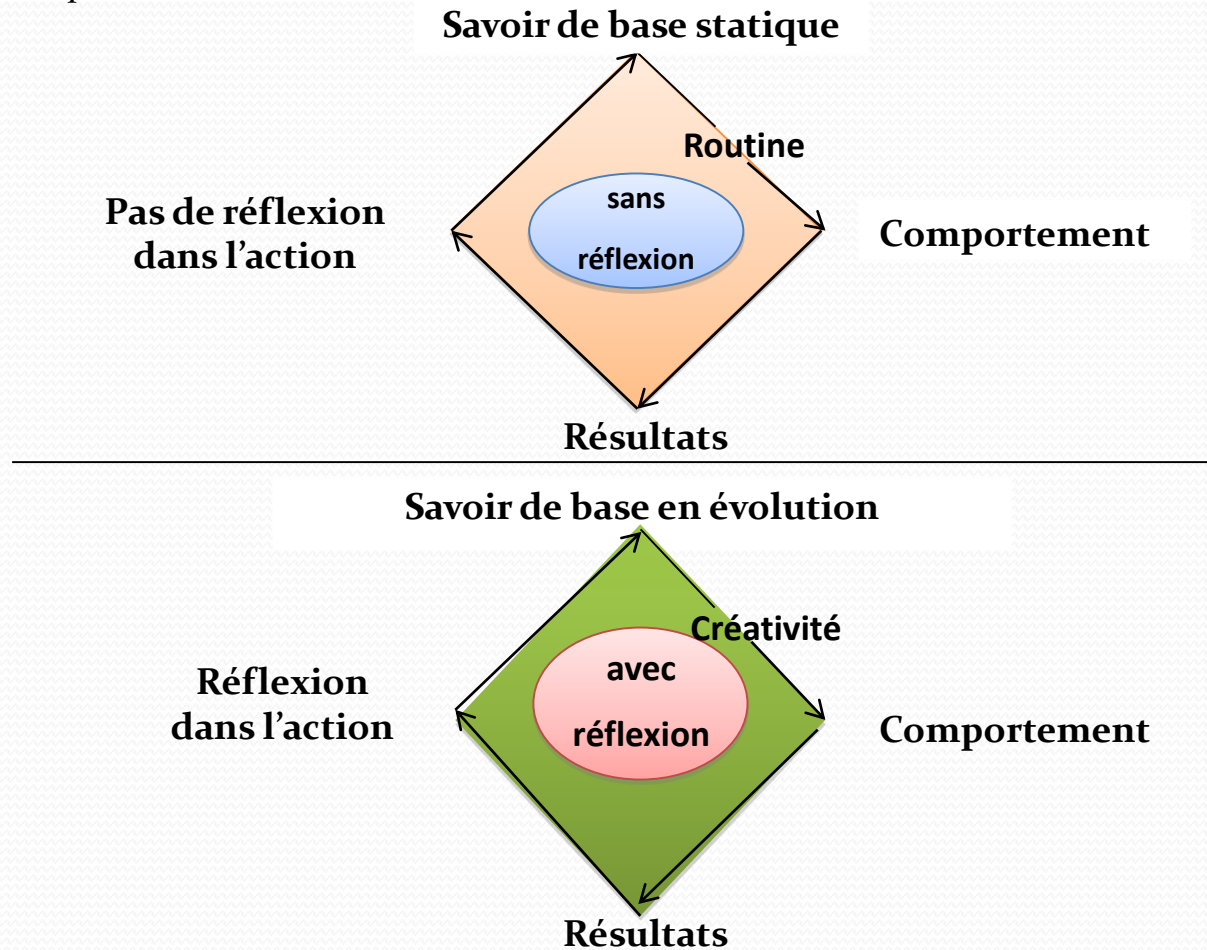 Savoir de base statique
Routine
sans
réflexion
Pas de réflexion
dans l’action
Comportement
Résultats
Savoir de base en évolution
Créativité
avec
réflexion
Réflexion
dans l’action
Comportement
Résultats